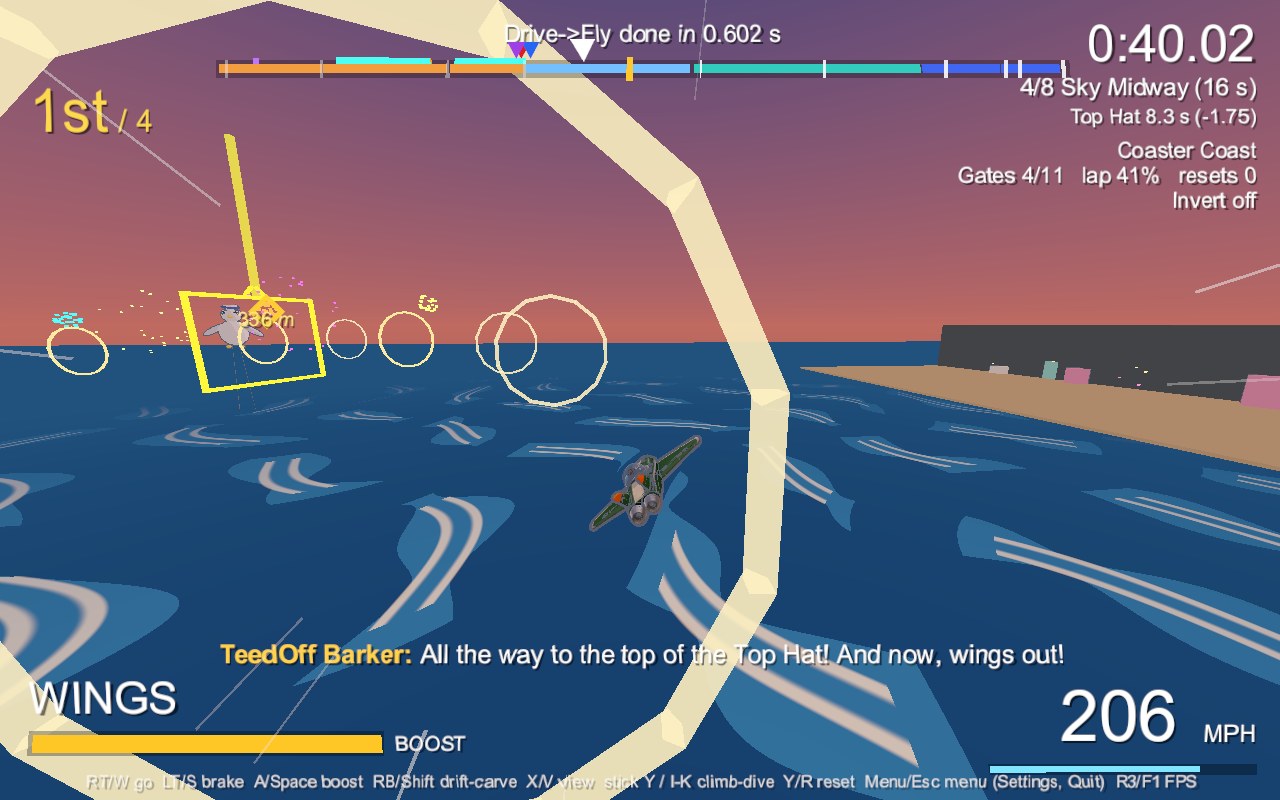 Drive->Ely done in 0.602 s
0:40.02
4/8 Sky Midway (16 s)
1st / 4
Top Hat 8.3 s (-1.75)
Coaster Coast
Gates 4/11 lap 41% resets 0
Invert off
336 m
TeedOff Barker: All the way to the top of the Top Hat! And now, wings out!
WINGS
206 MPH
BOOST
RT/W go LT/S brake A/Space boost RB/Shift drift-carve X/V view stick Y / I-K climb-dive Y/R reset Menu/Esc menu (Settings, Quit) R3/F1 FPS